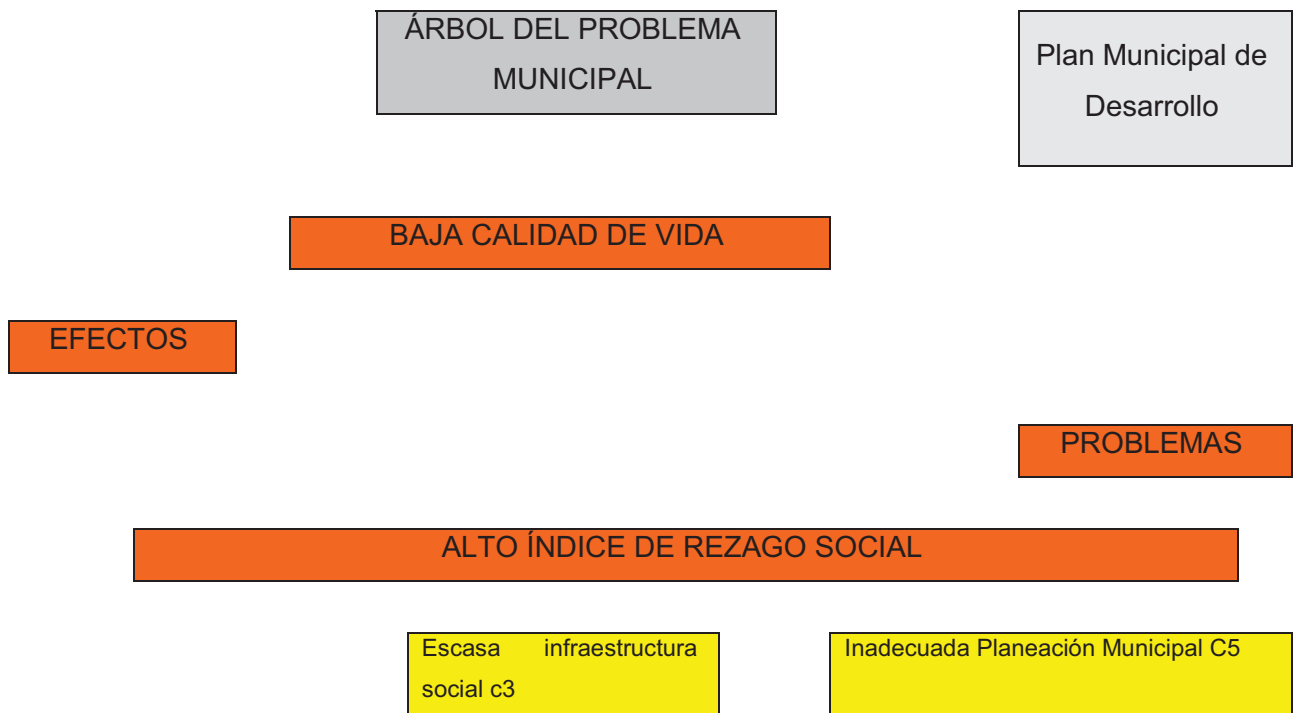 ÁRBOL DEL PROBLEMA
MUNICIPAL
Plan Municipal de
Desarrollo
BAJA CALIDAD DE VIDA
EFECTOS
PROBLEMAS
ALTO ÍNDICE DE REZAGO SOCIAL
Escasa infraestructura
social c3
Inadecuada Planeación Municipal C5